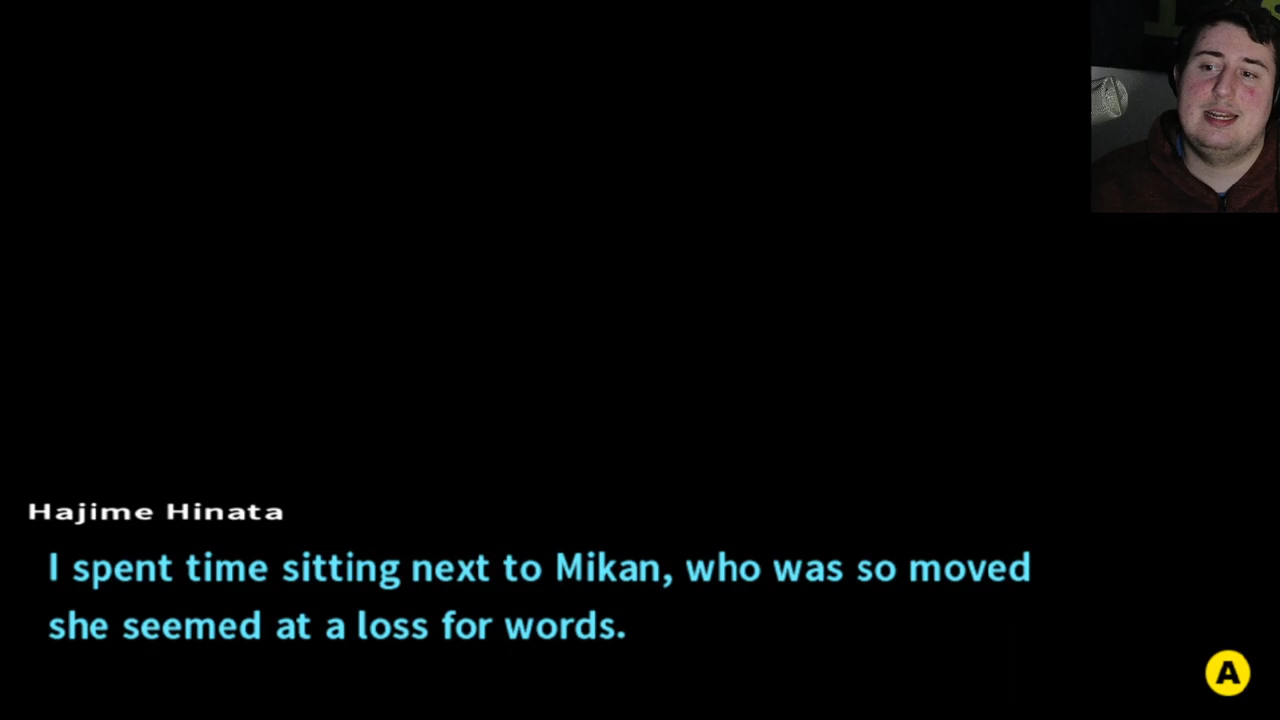 Hajime Hinata
I spent time sitting next to Mikan, who was so moved
she seemed at a loss for words.
A